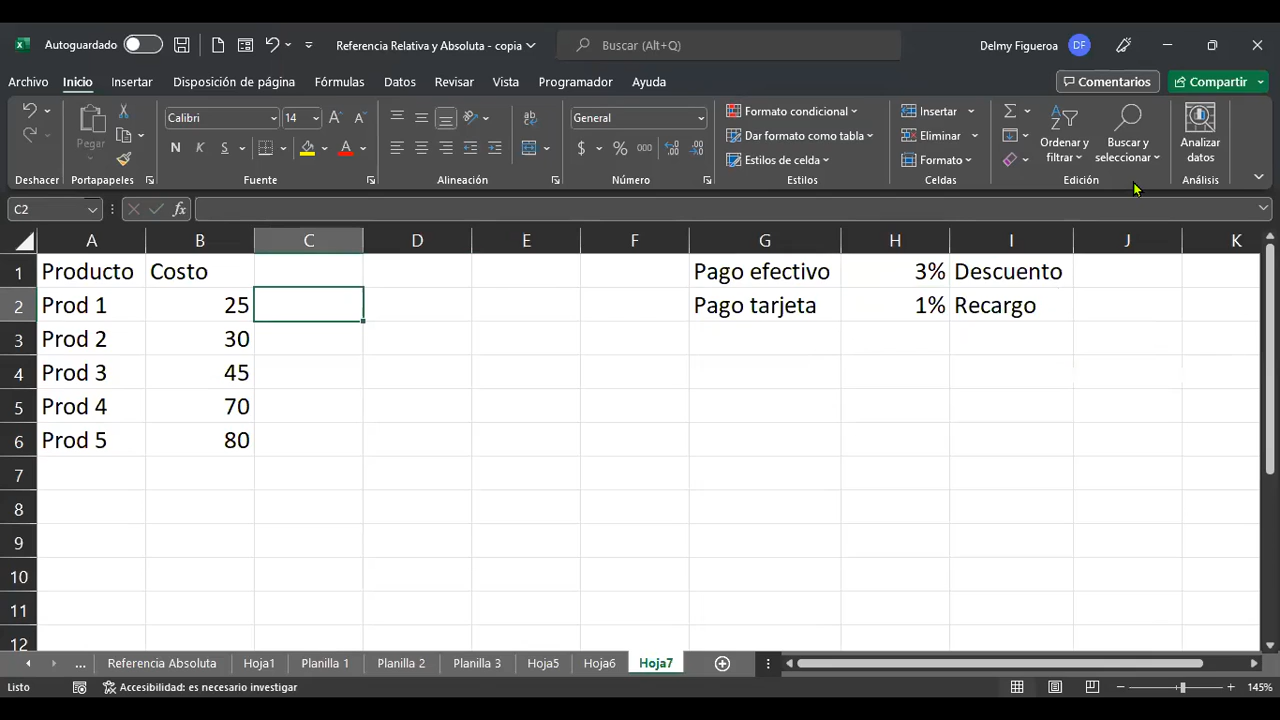 Autoguardado Referencia Relativa y Absoluta - copia Buscar (Alt+Q) Delmy Figueroa DF
Archivo Inicio Insertar Disposición de página Fórmulas Datos Revisar Vista Programador Ayuda Comentarios Compartir
Pegar Calibri 14 General Formato condicional Insertar Ordenar y filtrar Buscar y seleccionar Analizar datos
N K S A $ % 000 Dar formato como tabla Eliminar
Estilos de celda Formato
Deshacer Portapapeles Fuente Alineación Número Estilos Celdas Edición Análisis
C2 fx
A B C D E F G H I J K
1 Producto Costo Pago efectivo 3% Descuento
2 Prod 1 25 Pago tarjeta 1% Recargo
3 Prod 2 30
4 Prod 3 45
5 Prod 4 70
6 Prod 5 80
7
8
9
10
11
12
... Referencia Absoluta Hoja1 Planilla 1 Planilla 2 Planilla 3 Hoja5 Hoja6 Hoja7
Listo Accesibilidad: es necesario investigar 145%